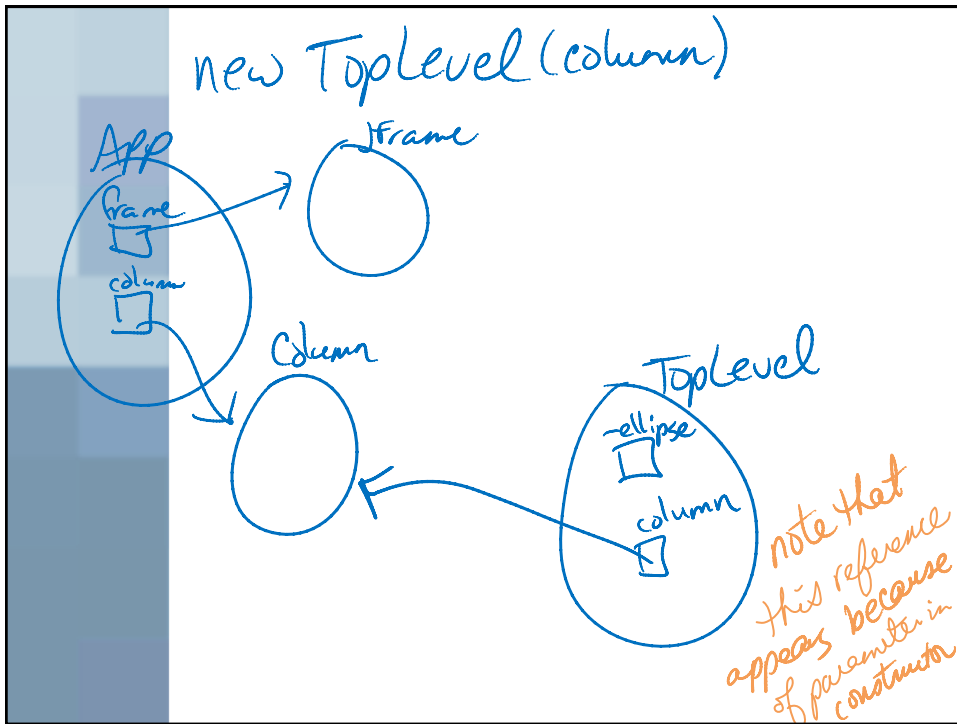 new TopLevel (column)
App
JFrame
frame
column
Column
TopLevel
-ellipse
column
note that
this reference
appears because
of parameter in
constructor